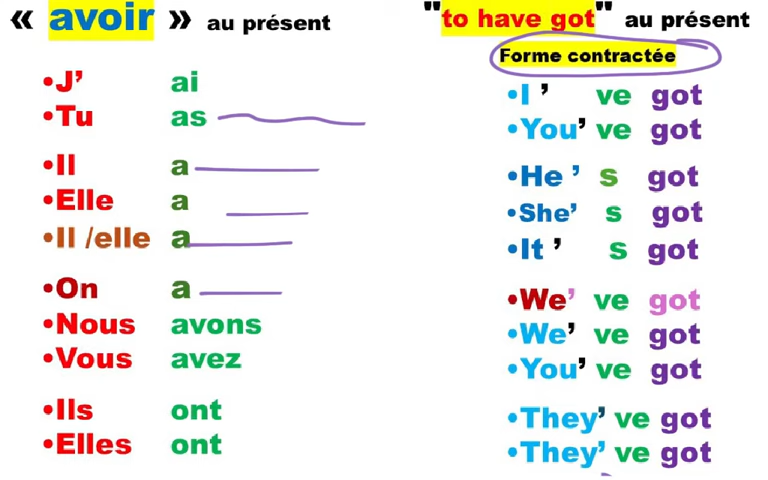 « avoir » au présent
•J’ ai
•Tu as
•Il a
•Elle a
•Il /elle a
•On a
•Nous avons
•Vous avez
•Ils ont
•Elles ont
"to have got" au présent
Forme contractée
•I ’ ve got
•You’ ve got
•He ’ s got
•She’ s got
•It ’ s got
•We’ ve got
•We’ ve got
•You’ ve got
•They’ ve got
•They’ ve got